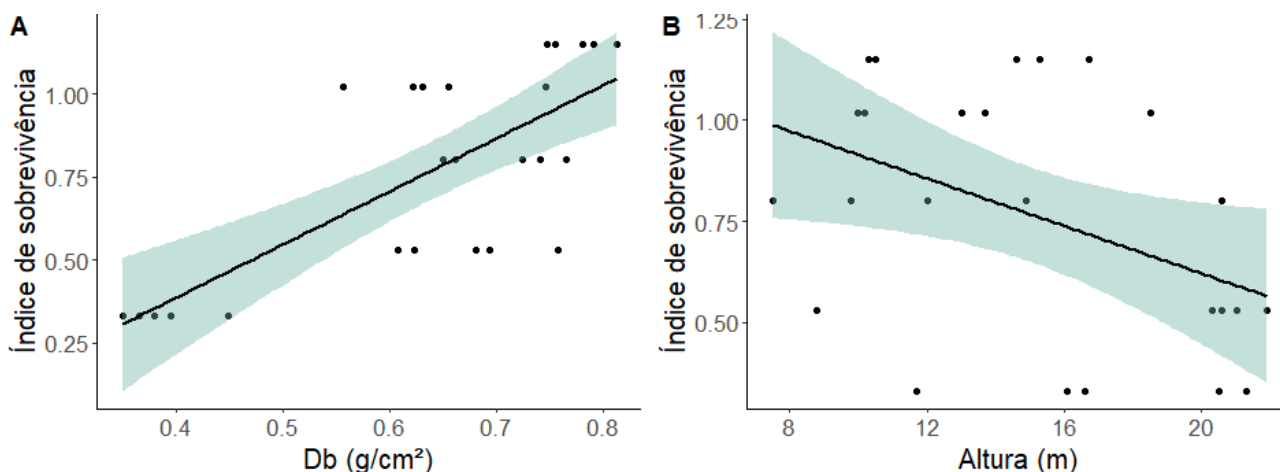 A
Índice de sobrevivência
1.00
0.75
0.50
0.25
0.4 0.5 0.6 0.7 0.8
Db (g/cm²)
B
Índice de sobrevivência
1.25
1.00
0.75
0.50
8 12 16 20
Altura (m)